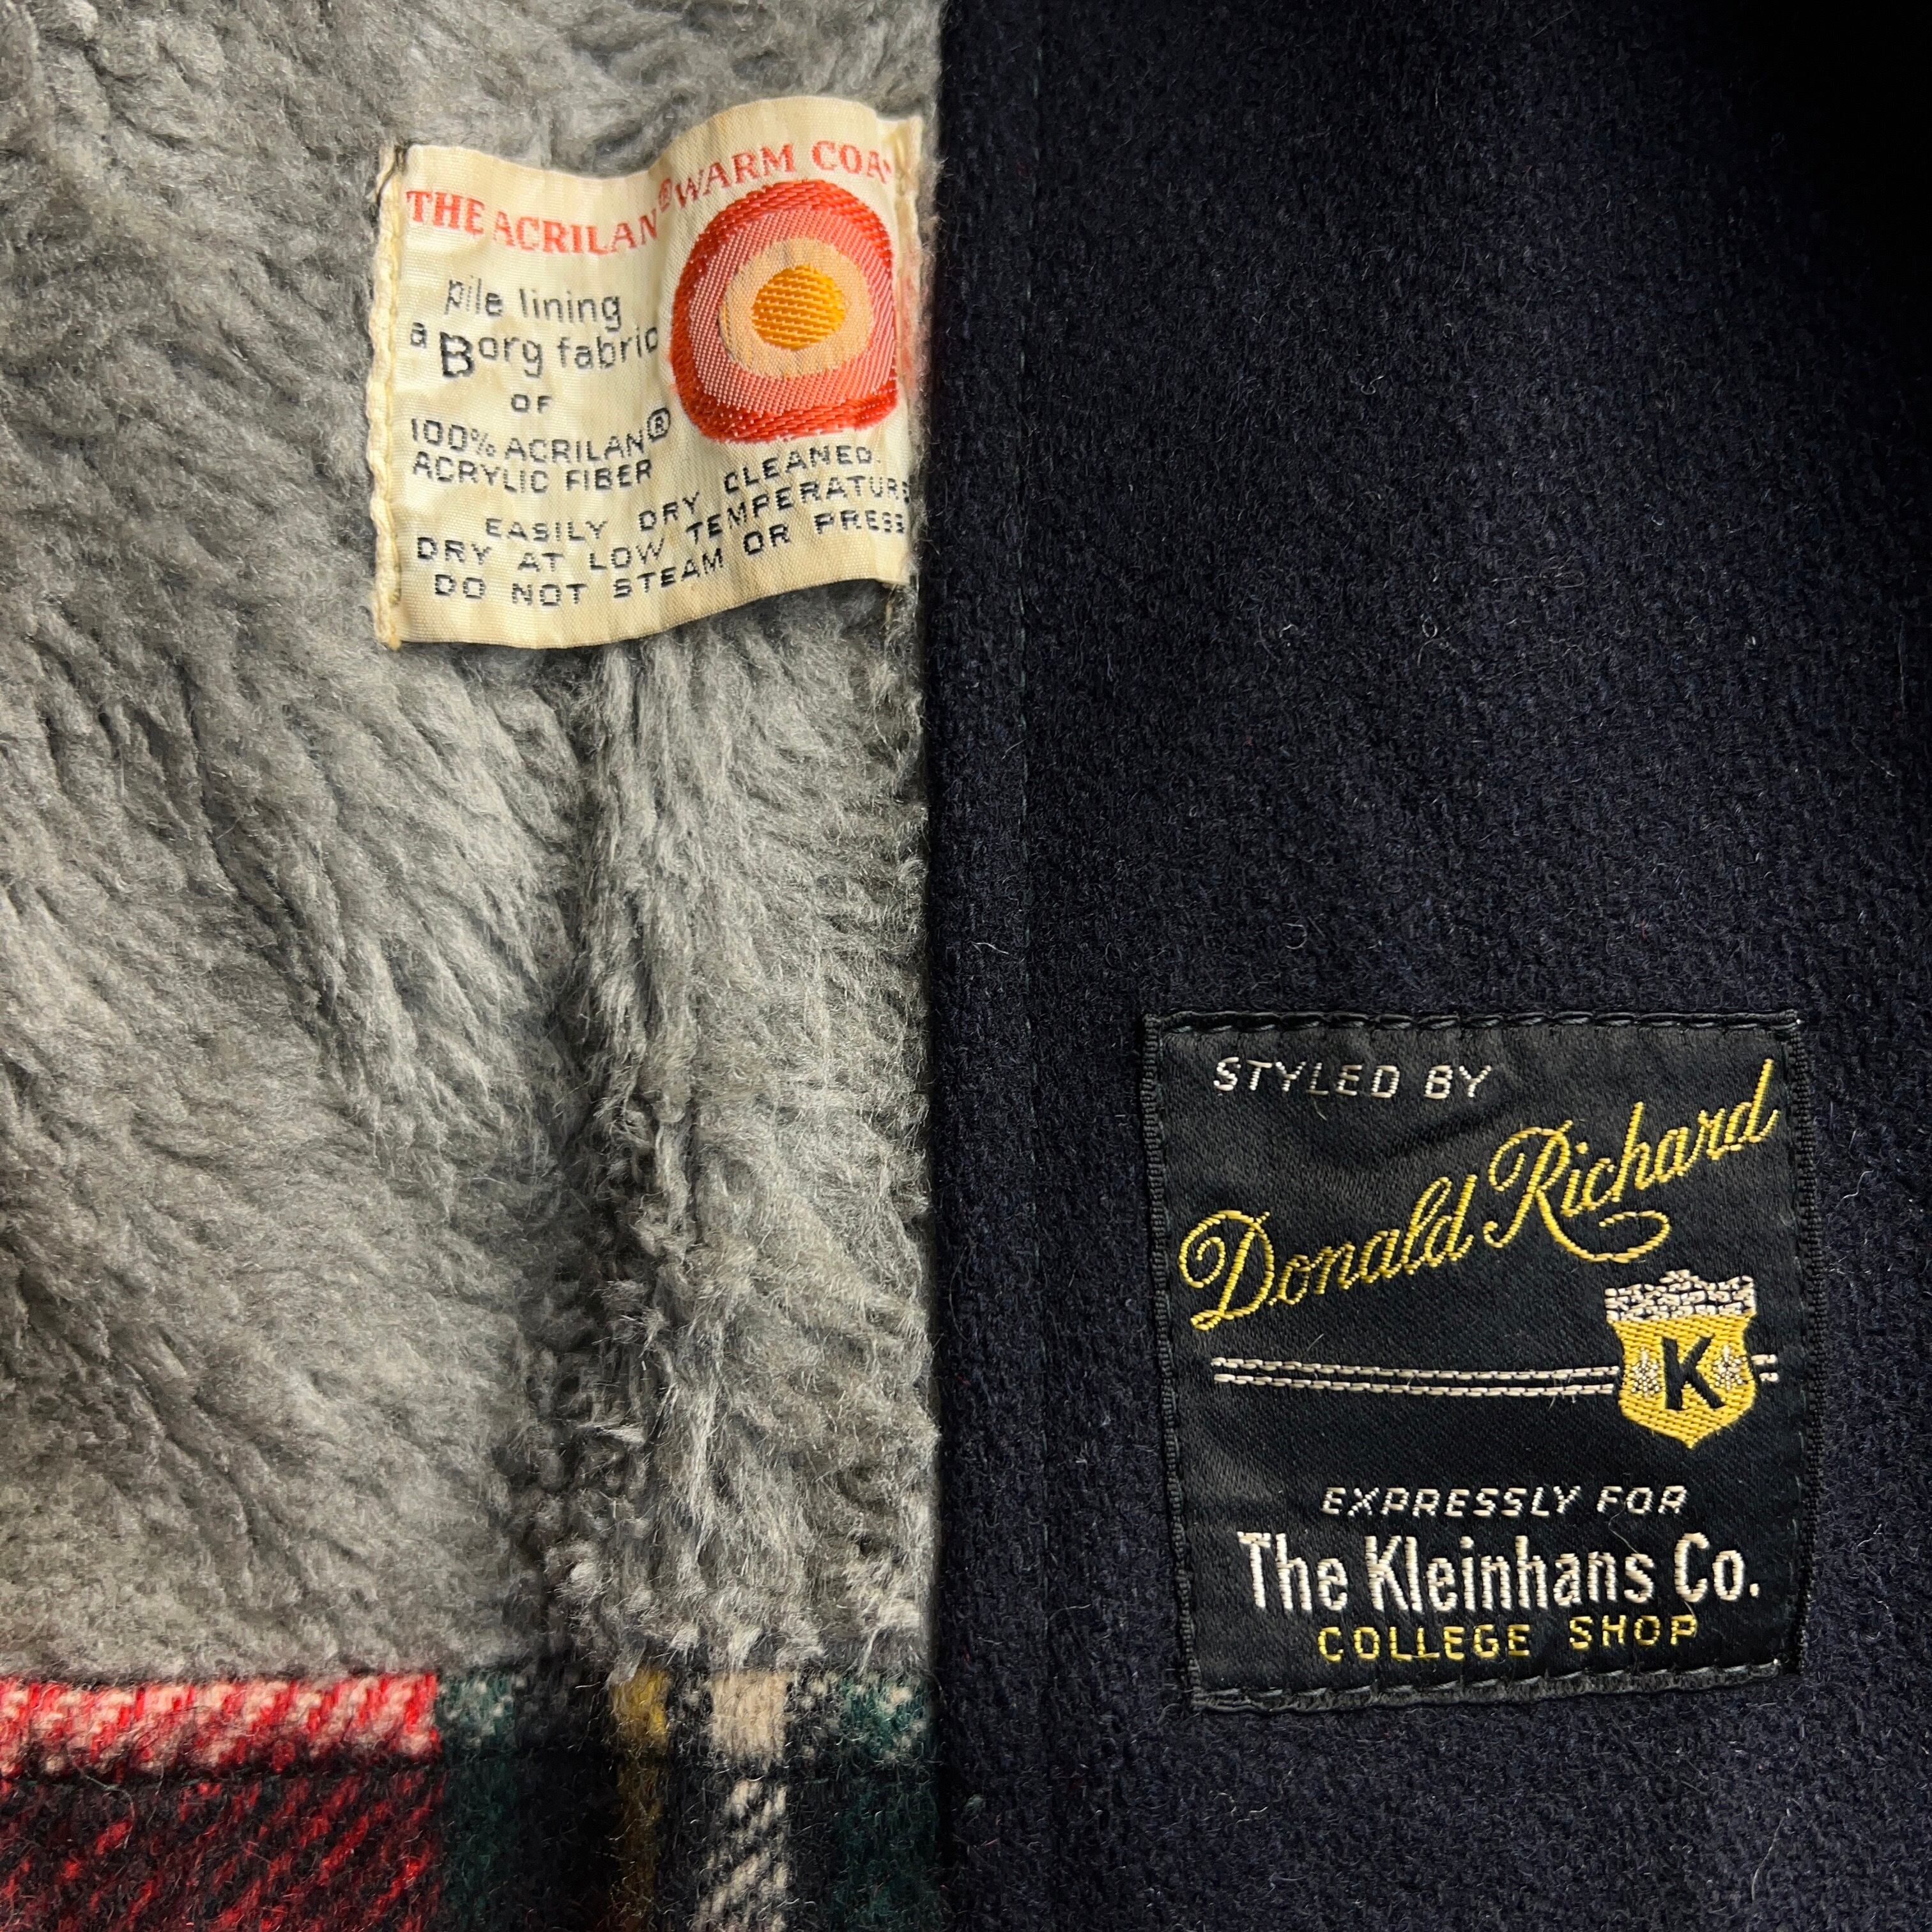 THE ACRILAN® WARM COA
pile lining
a Borg fabric
OF
100% ACRILAN®
ACRYLIC FIBER
EASILY DRY CLEANED.
DRY AT LOW TEMPERATURE
DO NOT STEAM OR PRESS
STYLED BY
Donald Richard
K
EXPRESSLY FOR
The Kleinhans Co.
COLLEGE SHOP